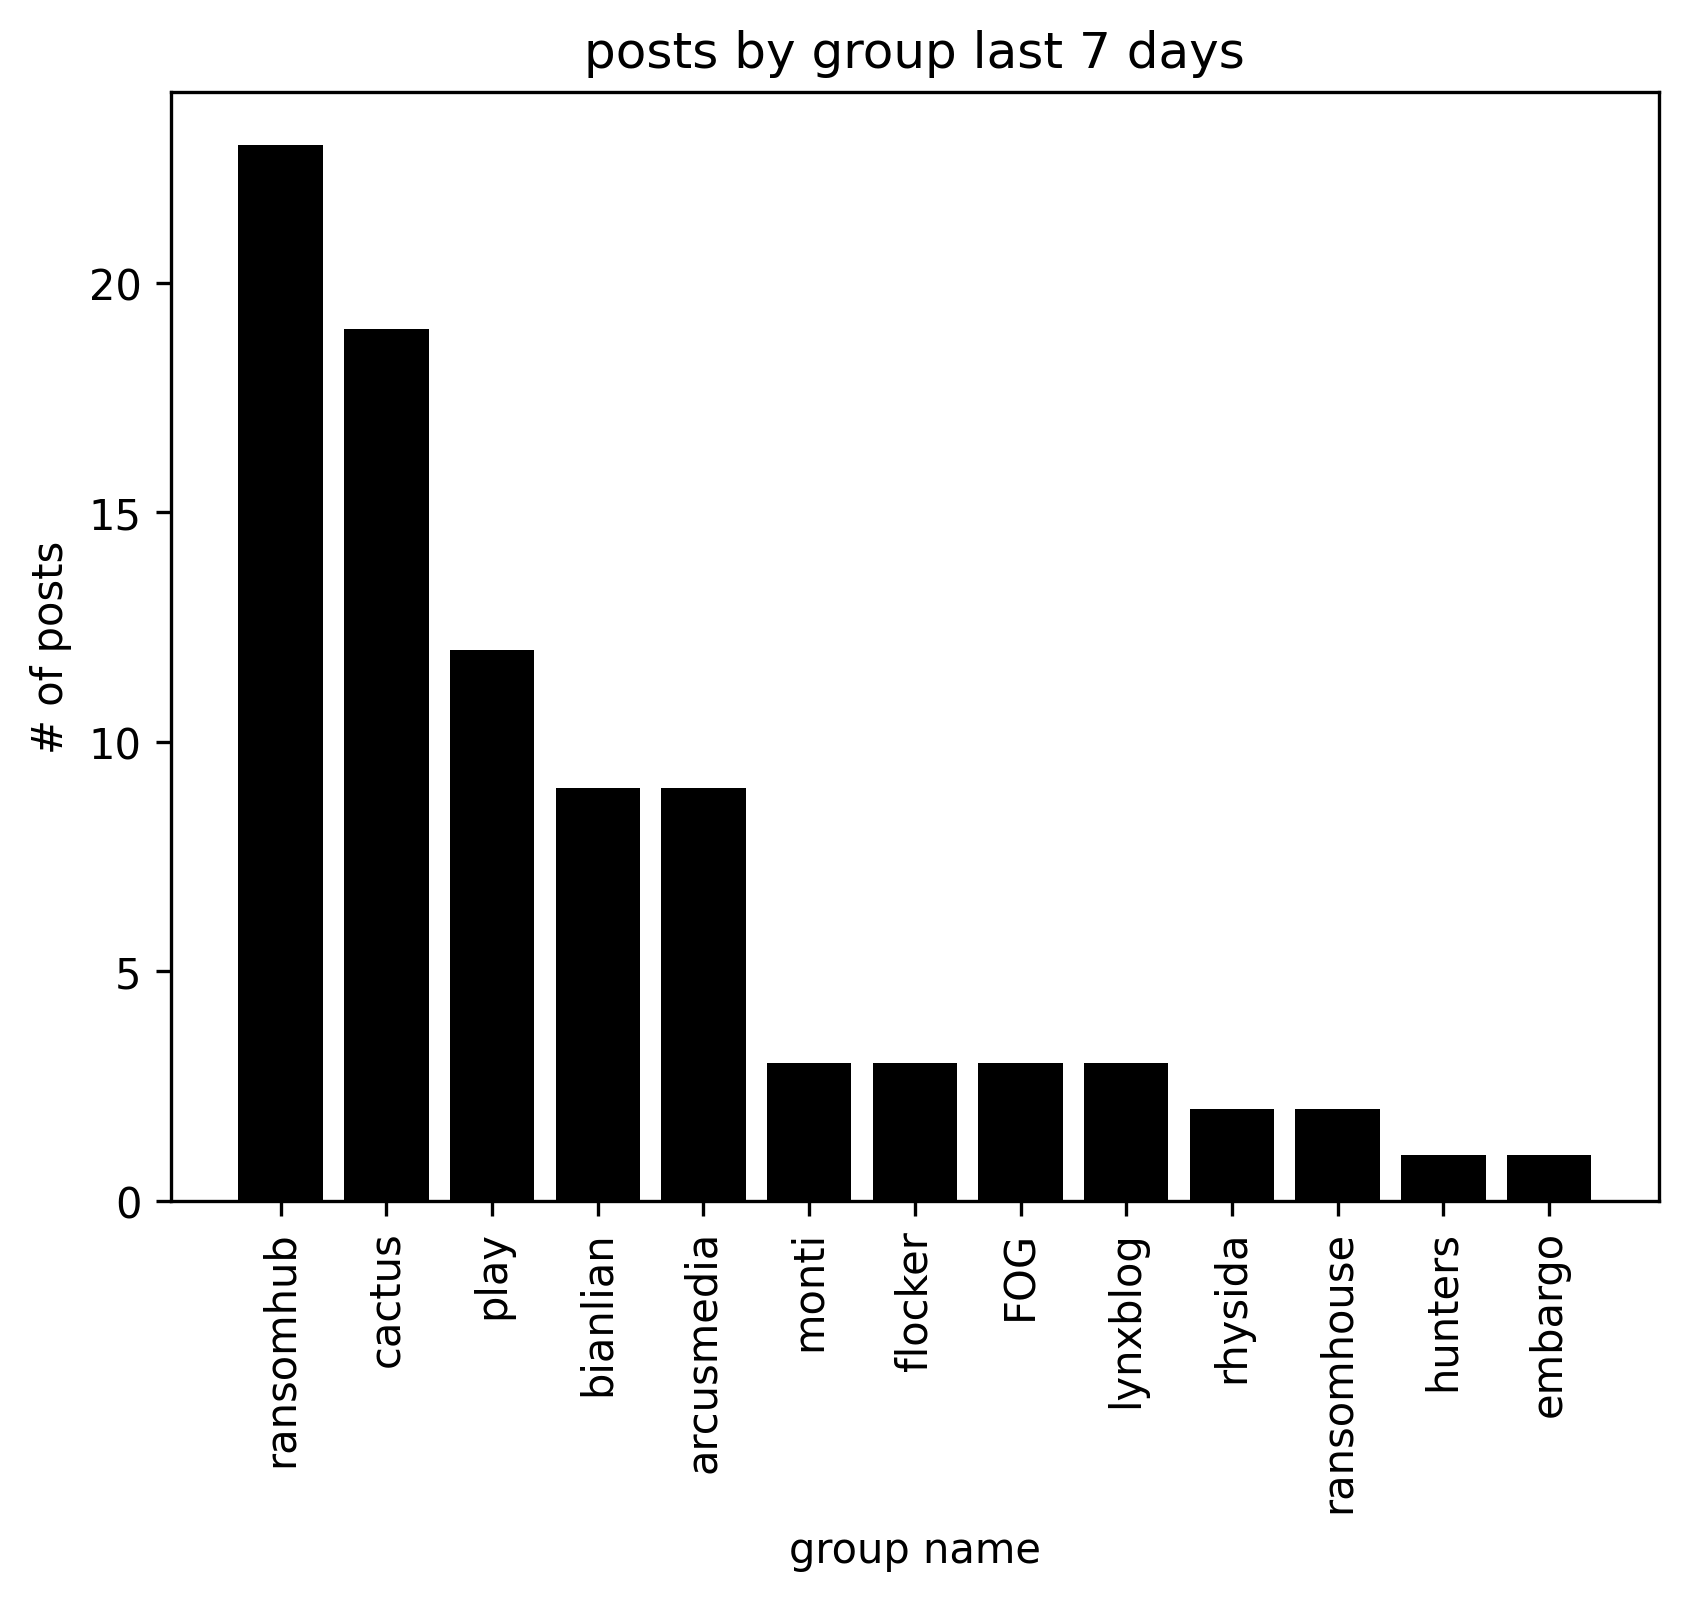 posts by group last 7 days
# of posts
20
15
10
5
0
ransomhub
cactus
play
bianlian
arcusmedia
monti
flocker
FOG
lynxblog
rhysida
ransomhouse
hunters
embargo
group name